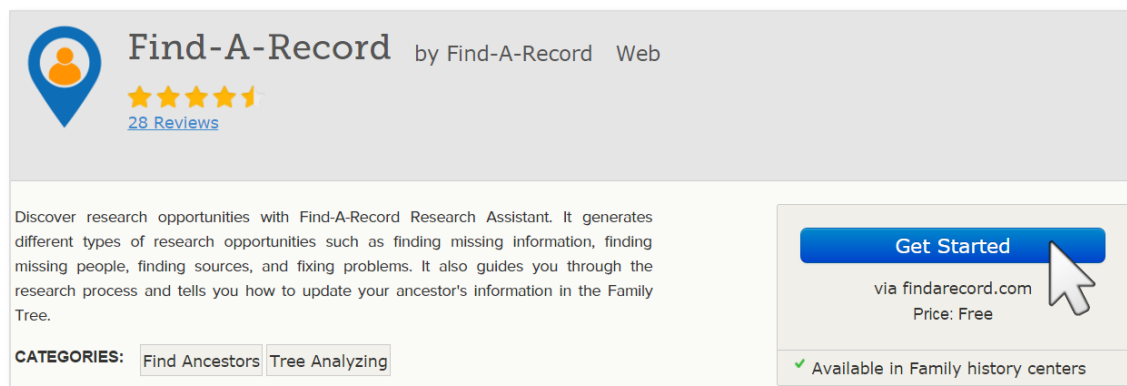 Find-A-Record by Find-A-Record Web
28 Reviews
Discover research opportunities with Find-A-Record Research Assistant. It generates
different types of research opportunities such as finding missing information, finding
missing people, finding sources, and fixing problems. It also guides you through the
research process and tells you how to update your ancestor's information in the Family
Tree.
CATEGORIES: Find Ancestors Tree Analyzing
Get Started
via findarecord.com
Price: Free
Available in Family history centers